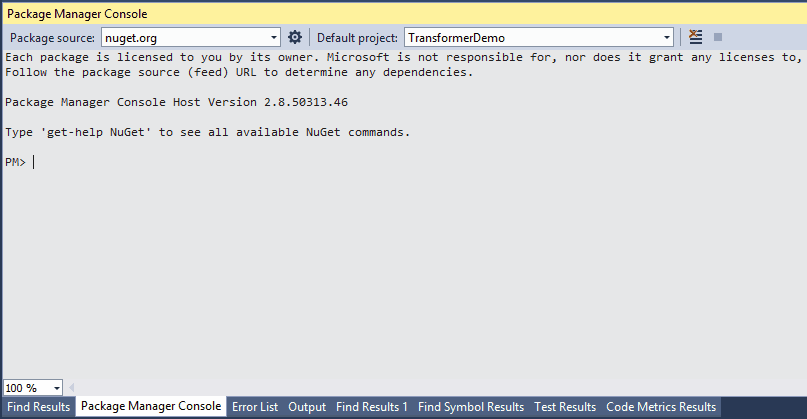 Package Manager Console
Package source: nuget.org Default project: TransformerDemo
Each package is licensed to you by its owner. Microsoft is not responsible for, nor does it grant any licenses to,
Follow the package source (feed) URL to determine any dependencies.
Package Manager Console Host Version 2.8.50313.46
Type 'get-help NuGet' to see all available NuGet commands.
PM>
100 %
Find Results Package Manager Console Error List Output Find Results 1 Find Symbol Results Test Results Code Metrics Results